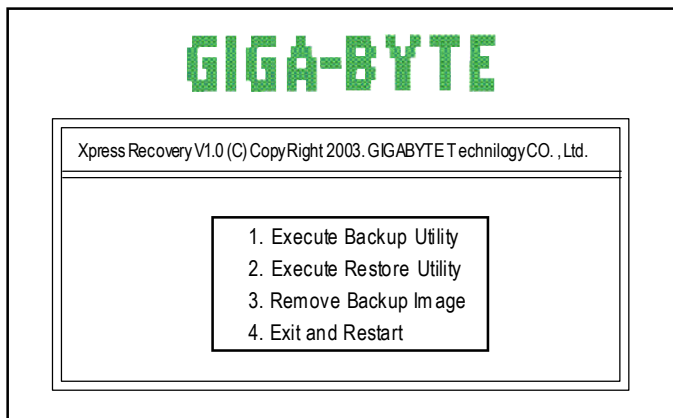 GIGA-BYTE
Xpress Recovery V1.0 (C) CopyRight 2003. GIGABYTE Technilogy CO. , Ltd.
1. Execute Backup Utility
2. Execute Restore Utility
3. Remove Backup Image
4. Exit and Restart